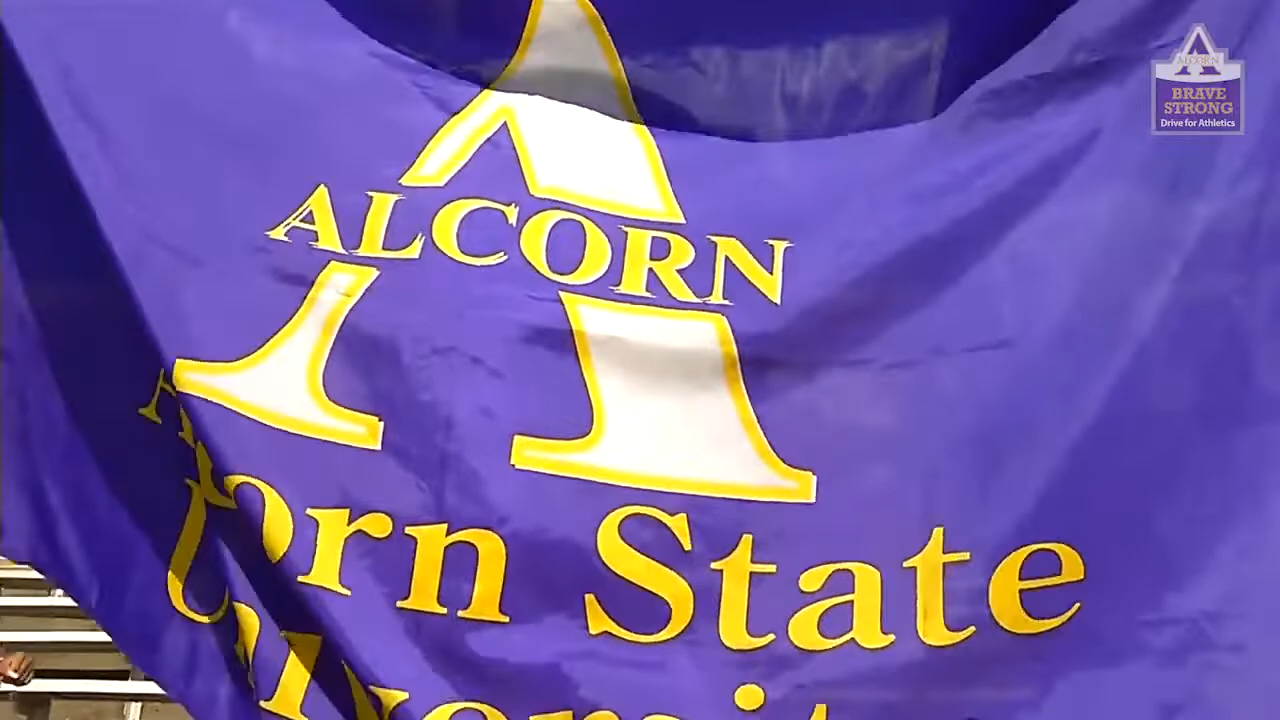 ALCORN
orn State
ALCORN
BRAVE
STRONG
Drive for Athletics